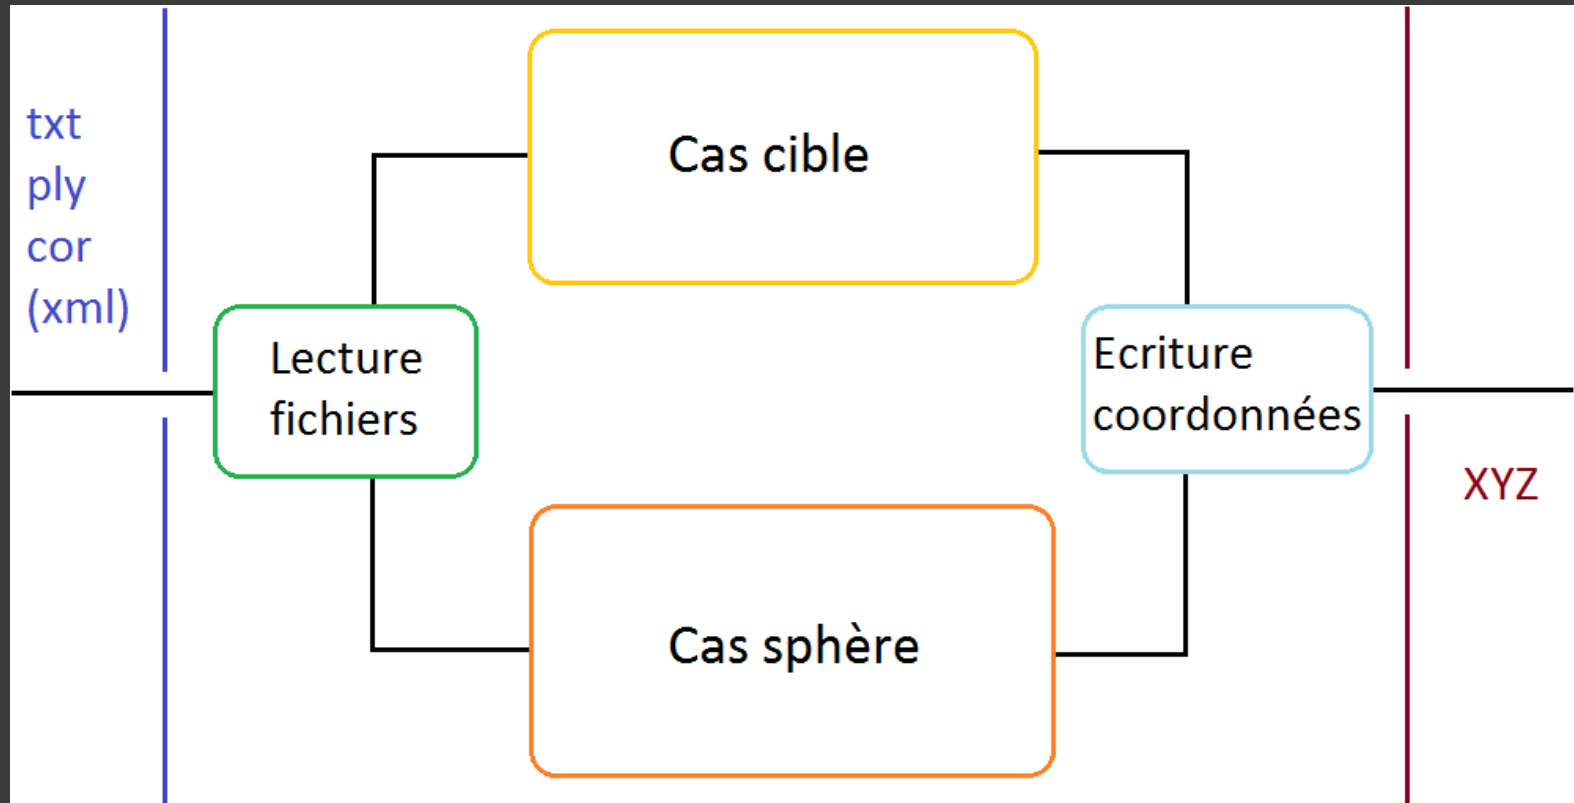 txt
ply
cor
(xml)
Cas cible
Lecture
fichiers
Ecriture
coordonnées
Cas sphère
XYZ